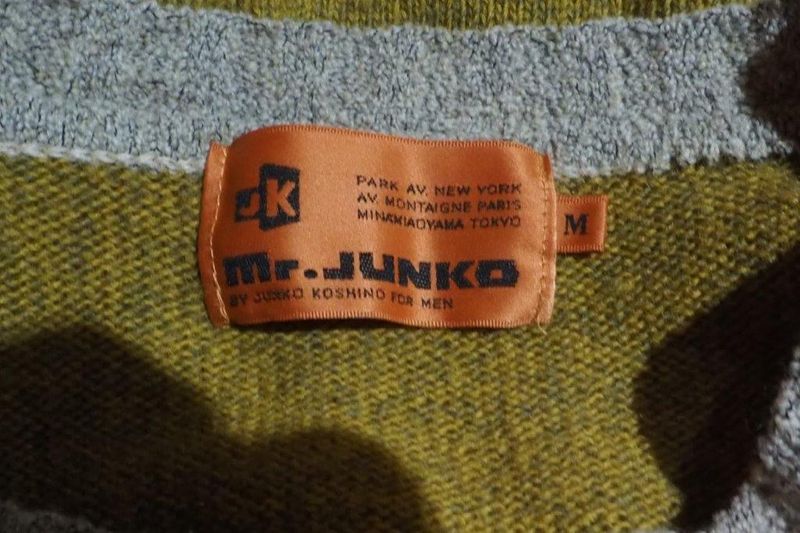 JK
PARK AV. NEW YORK
AV. MONTAIGNE PARIS
MINAMIAOYAMA TOKYO
M
mr.JUNKO
BY JUNKO KOSHINO FOR MEN